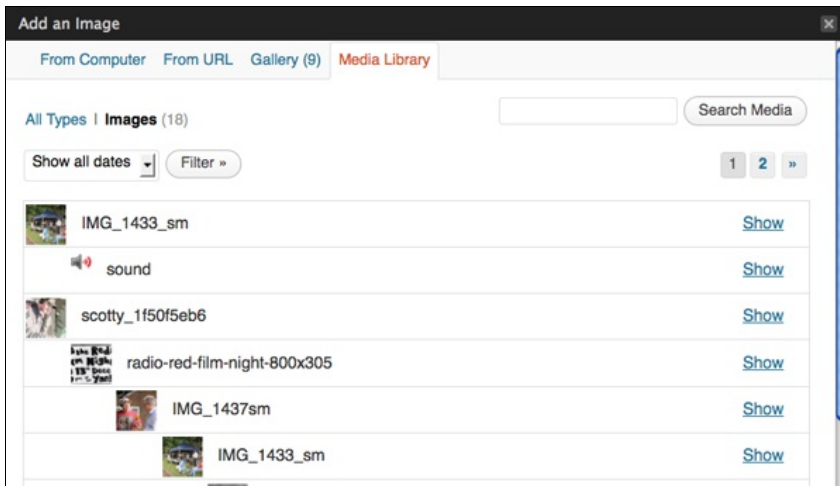 Add an Image
From Computer From URL Gallery (9) Media Library
All Types | Images (18)
Search Media
Show all dates Filter »
1 2 »
IMG_1433_sm Show
sound Show
scotty_1f50f5eb6 Show
radio-red-film-night-800x305 Show
IMG_1437sm Show
IMG_1433_sm Show